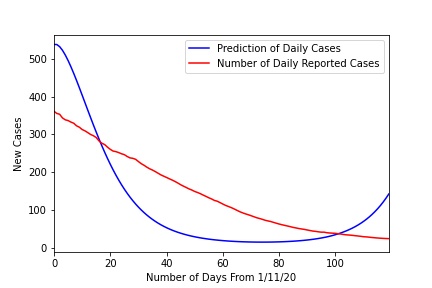 Prediction of Daily Cases
Number of Daily Reported Cases
New Cases
500
400
300
200
100
0
0 20 40 60 80 100
Number of Days From 1/11/20